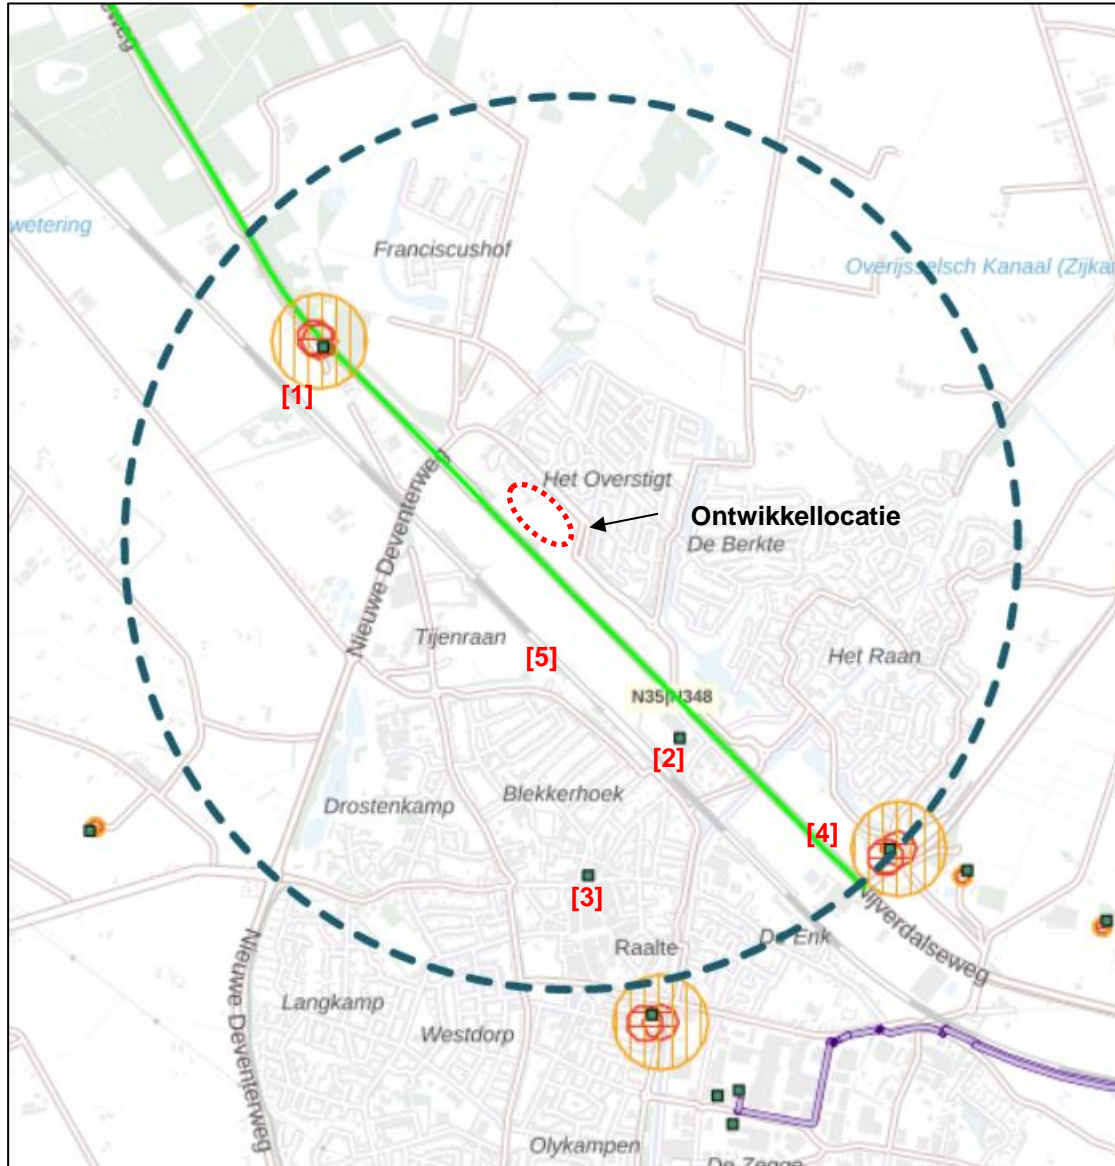 eweg
wetering
Franciscushof
Overijsselsch Kanaal (Zijka
[1]
Nieuwe Deventerweg
Het Overstigt
Ontwikkellocatie
De Berkte
Tijenraan
[5]
Het Raan
N35|N348
[2]
Blekkerhoek
Drostenkamp
[4]
[3]
Nijverdalseweg
De Enk
Raalte
Nieuwe Deventerweg
Langkamp
Westdorp
Olykampen
De Zegge